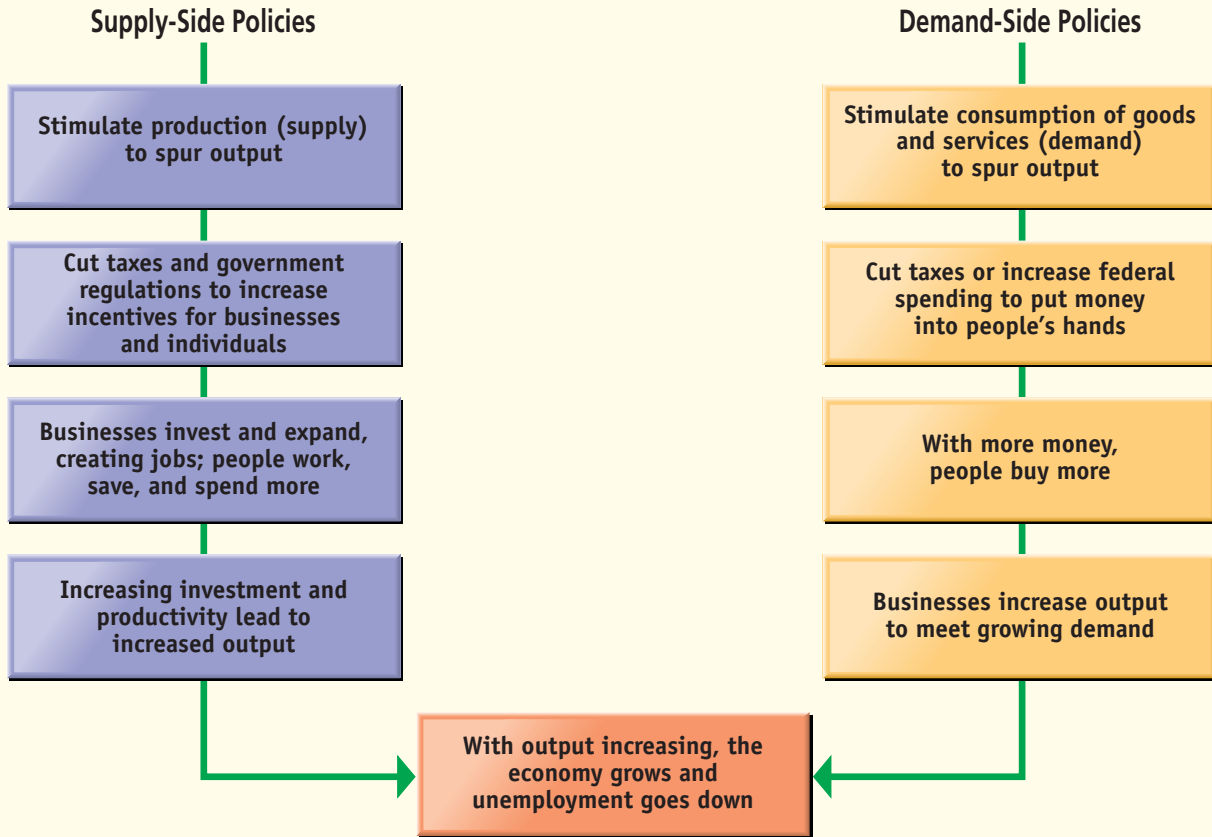 Supply-Side Policies
Stimulate production (supply)
to spur output
Cut taxes and government
regulations to increase
incentives for businesses
and individuals
Businesses invest and expand,
creating jobs; people work,
save, and spend more
Increasing investment and
productivity lead to
increased output
Demand-Side Policies
Stimulate consumption of goods
and services (demand)
to spur output
Cut taxes or increase federal
spending to put money
into people’s hands
With more money,
people buy more
Businesses increase output
to meet growing demand
With output increasing, the
economy grows and
unemployment goes down